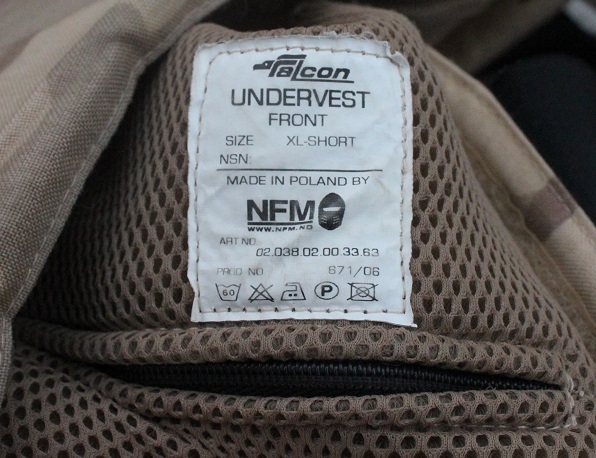 Falcon
UNDERVEST
FRONT
SIZE XL-SHORT
NSN:
MADE IN POLAND BY
NFM
WWW.NFM.NO
ART.NO. 02.038.02.00.33.63
PROD NO 671/06
60 P